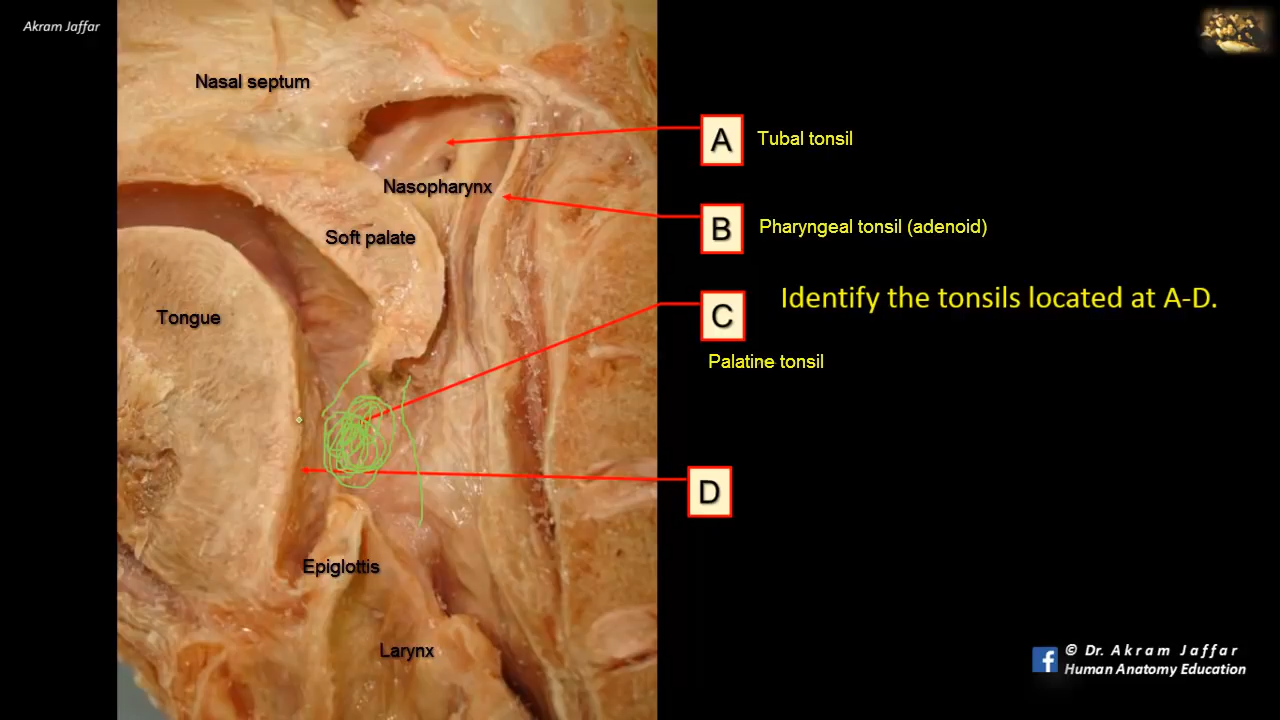 Akram Jaffar
Nasal septum
A
Tubal tonsil
Nasopharynx
B
Pharyngeal tonsil (adenoid)
Soft palate
Identify the tonsils located at A-D.
Tongue
C
Palatine tonsil
D
Epiglottis
Larynx
f
© Dr. Akram Jaffar
Human Anatomy Education